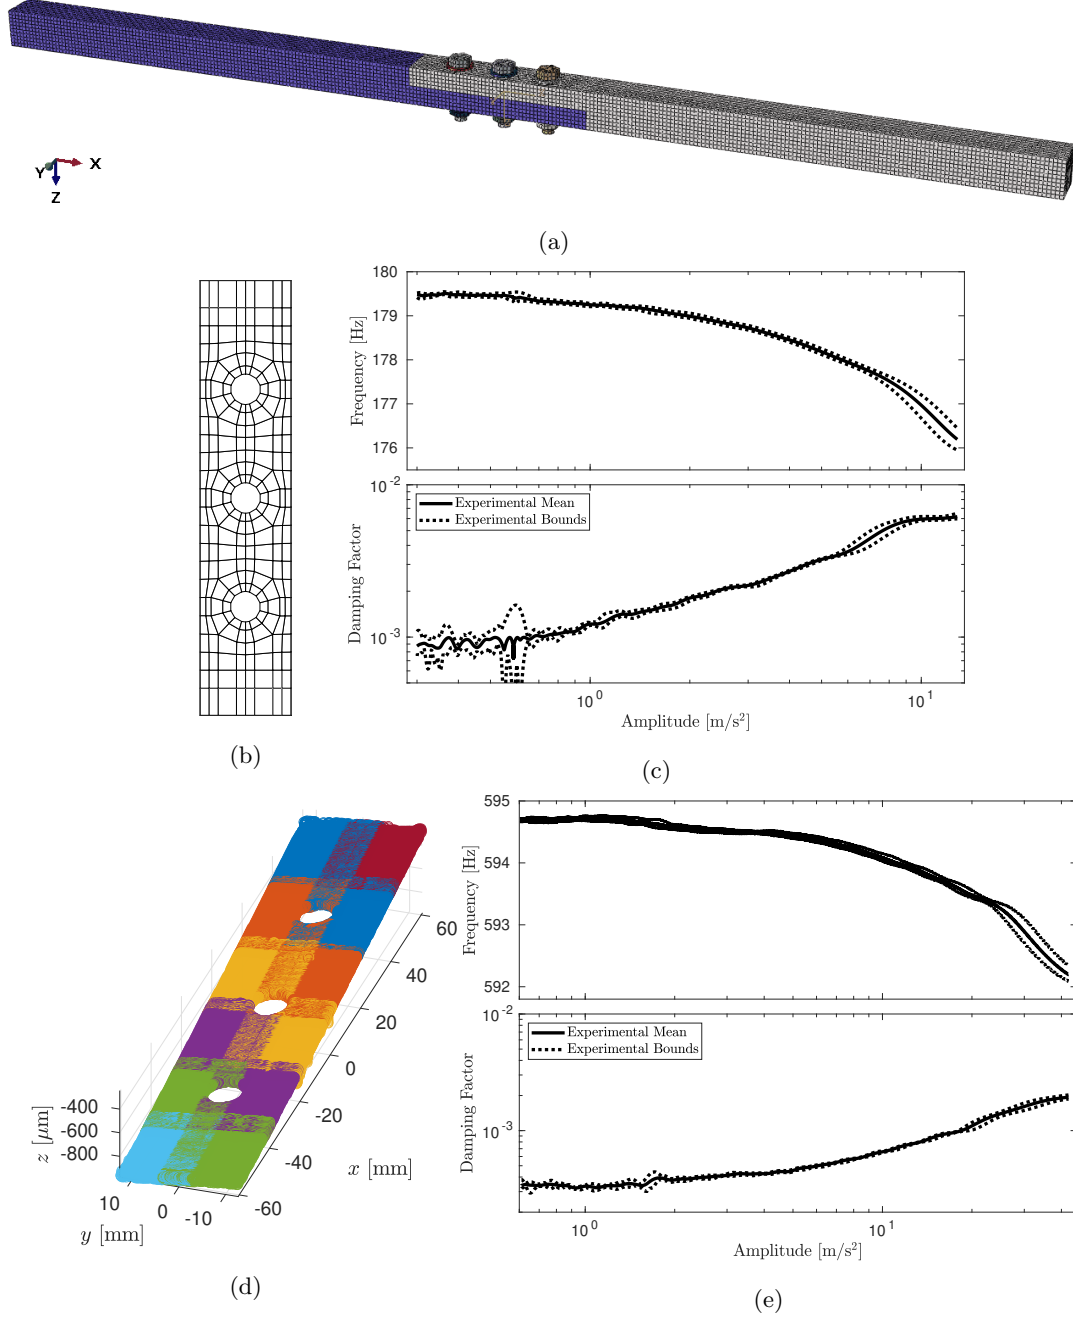 Y
X
Z
(a)
(b)
180
179
178
177
176
Frequency [Hz]
10^-2
Experimental Mean
Experimental Bounds
Damping Factor
10^-3
10^0
10^1
Amplitude [m/s^2]
(c)
60
40
20
0
-20
-40
-60
x [mm]
-400
-600
-800
z [μm]
10
0
-10
y [mm]
(d)
595
594
593
592
Frequency [Hz]
10^-2
Experimental Mean
Experimental Bounds
Damping Factor
10^-3
10^0
10^1
Amplitude [m/s^2]
(e)